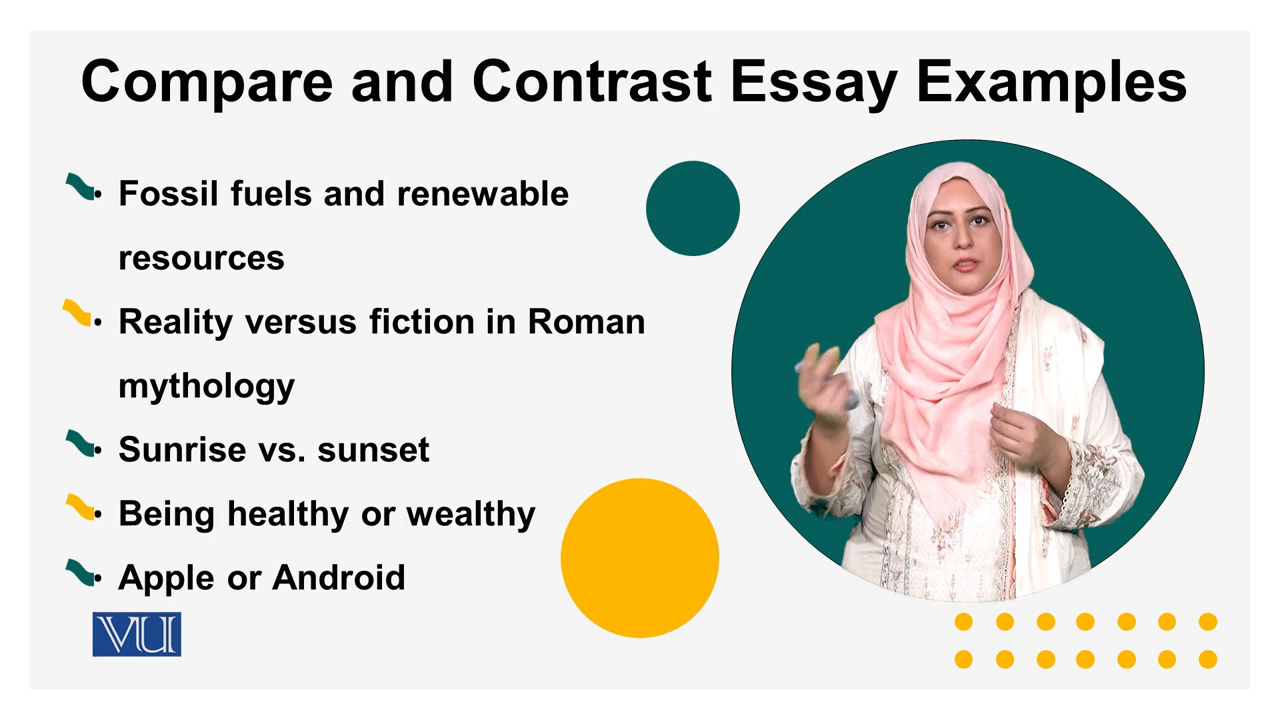 Compare and Contrast Essay Examples
• Fossil fuels and renewable
resources
• Reality versus fiction in Roman
mythology
• Sunrise vs. sunset
• Being healthy or wealthy
• Apple or Android
VU